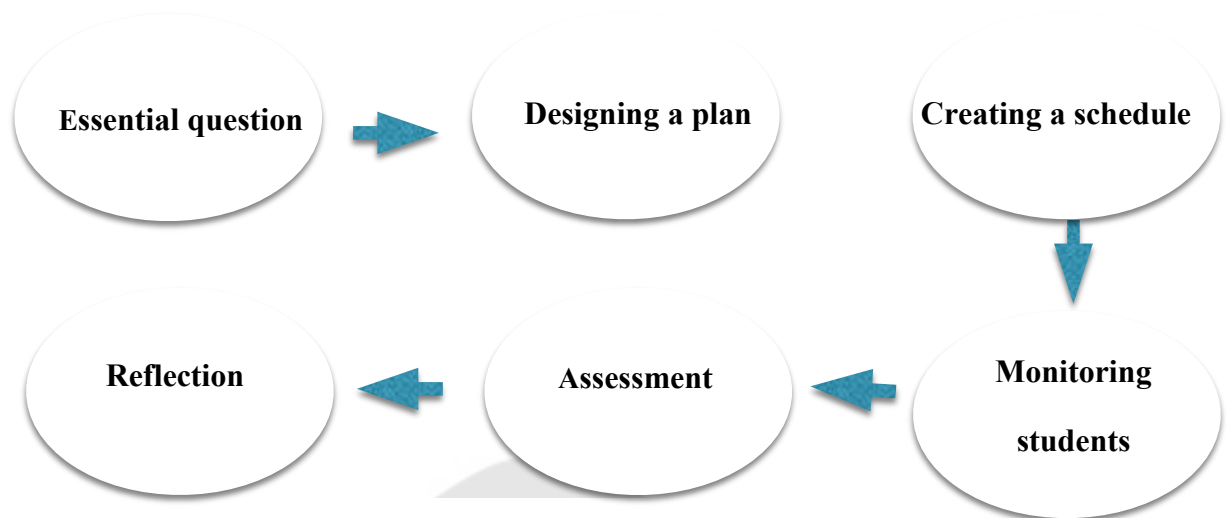 Essential question
Designing a plan
Creating a schedule
Monitoring
students
Assessment
Reflection